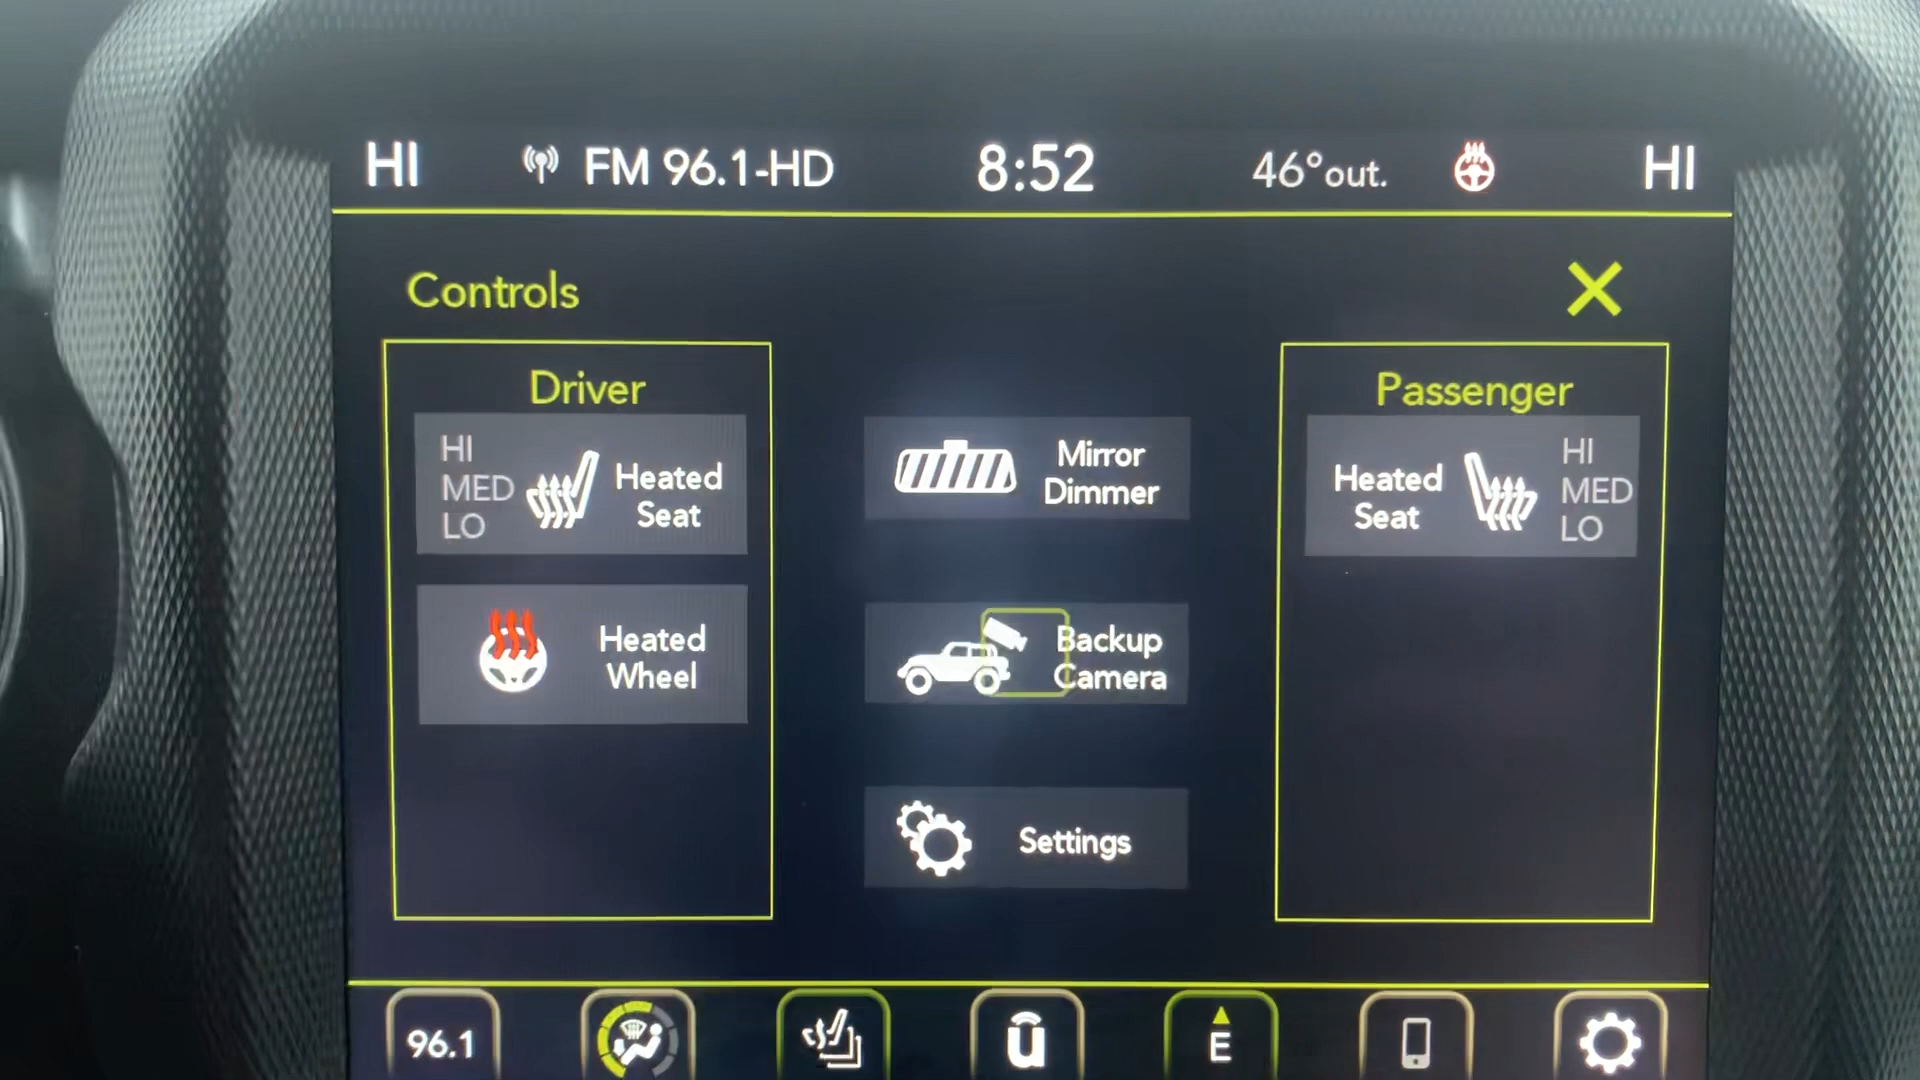 HI FM 96.1-HD 8:52 46°out. HI
Controls
Driver
HI
MED
LO
Heated
Seat
Heated
Wheel
Mirror
Dimmer
Backup
Camera
Settings
Passenger
Heated
Seat
HI
MED
LO
96.1
u
E